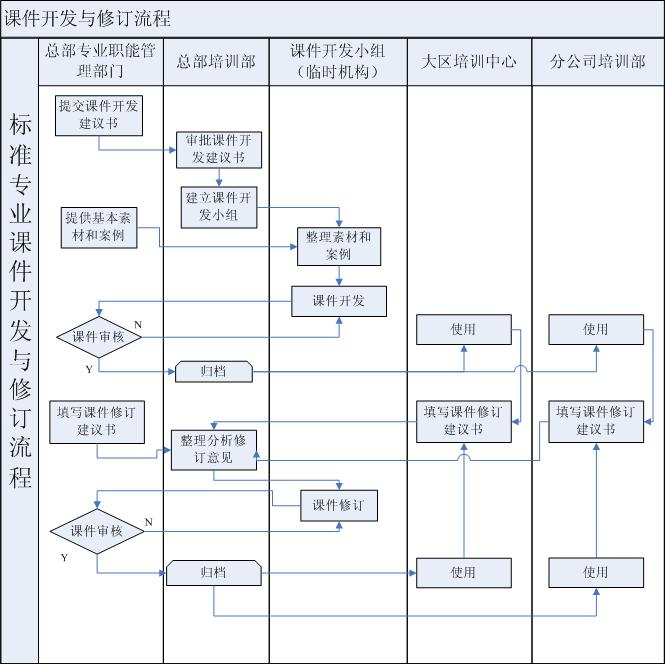 课件开发与修订流程
总部专业职能管
理部门
总部培训部
课件开发小组
（临时机构）
大区培训中心
分公司培训部
标准专业课件开发与修订流程
提交课件开发
建议书
审批课件开
发建议书
建立课件开
发小组
提供基本素
材和案例
整理素材和
案例
课件开发
课件审核
N
Y
归档
使用
使用
填写课件修订
建议书
整理分析修
订意见
填写课件修订
建议书
填写课件修订
建议书
课件修订
课件审核
N
Y
归档
使用
使用